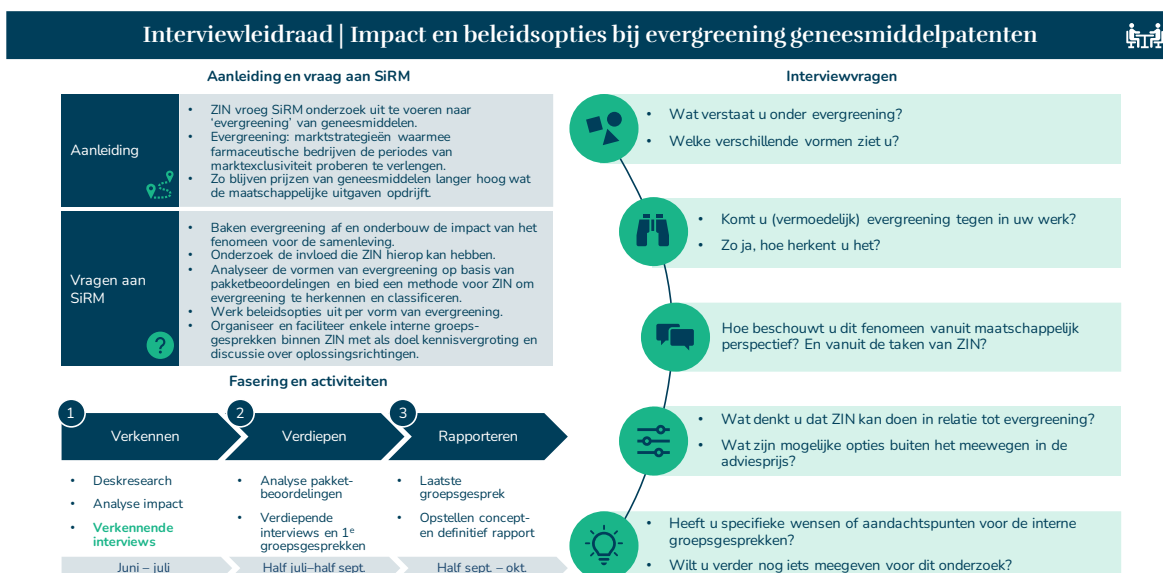 Interviewleidraad | Impact en beleidsopties bij evergreening geneesmiddelpatenten
Aanleiding en vraag aan SiRM
Aanleiding
• ZIN vroeg SiRM onderzoek uit te voeren naar
‘evergreening’ van geneesmiddelen.
• Evergreening: marktstrategieën waarmee
farmaceutische bedrijven de periodes van
marktexclusiviteit proberen te verlengen.
• Zo blijven prijzen van geneesmiddelen langer hoog wat
de maatschappelijke uitgaven opdrijft.
Vragen aan
SiRM
?
• Baken evergreening af en onderbouw de impact van het
fenomeen voor de samenleving.
• Onderzoek de invloed die ZIN hierop kan hebben.
• Analyseer de vormen van evergreening op basis van
pakketbeoordelingen en bied een methode voor ZIN om
evergreening te herkennen en classificeren.
• Werk beleidsopties uit per vorm van evergreening.
• Organiseer en faciliteer enkele interne groeps-
gesprekken binnen ZIN met als doel kennisvergroting en
discussie over oplossingsrichtingen.
Fasering en activiteiten
1
Verkennen
• Deskresearch
• Analyse impact
• Verkennende
interviews
Juni – juli
2
Verdiepen
• Analyse pakket-
beoordelingen
• Verdiepende
interviews en 1e
groepsgesprekken
Half juli–half sept.
3
Rapporteren
• Laatste
groepsgesprek
• Opstellen concept-
en definitief rapport
Half sept. – okt.
Interviewvragen
• Wat verstaat u onder evergreening?
• Welke verschillende vormen ziet u?
• Komt u (vermoedelijk) evergreening tegen in uw werk?
• Zo ja, hoe herkent u het?
Hoe beschouwt u dit fenomeen vanuit maatschappelijk
perspectief? En vanuit de taken van ZIN?
• Wat denkt u dat ZIN kan doen in relatie tot evergreening?
• Wat zijn mogelijke opties buiten het meewegen in de
adviesprijs?
• Heeft u specifieke wensen of aandachtspunten voor de interne
groepsgesprekken?
• Wilt u verder nog iets meegeven voor dit onderzoek?